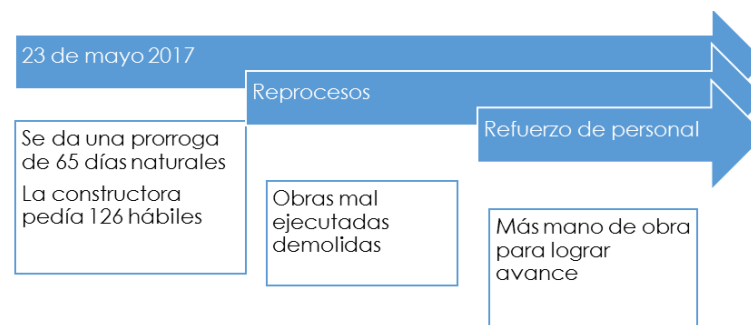 23 de mayo 2017
Reprocesos
Refuerzo de personal
Se da una prorroga
de 65 días naturales
La constructora
pedía 126 hábiles
Obras mal
ejecutadas
demolidas
Más mano de obra
para lograr
avance